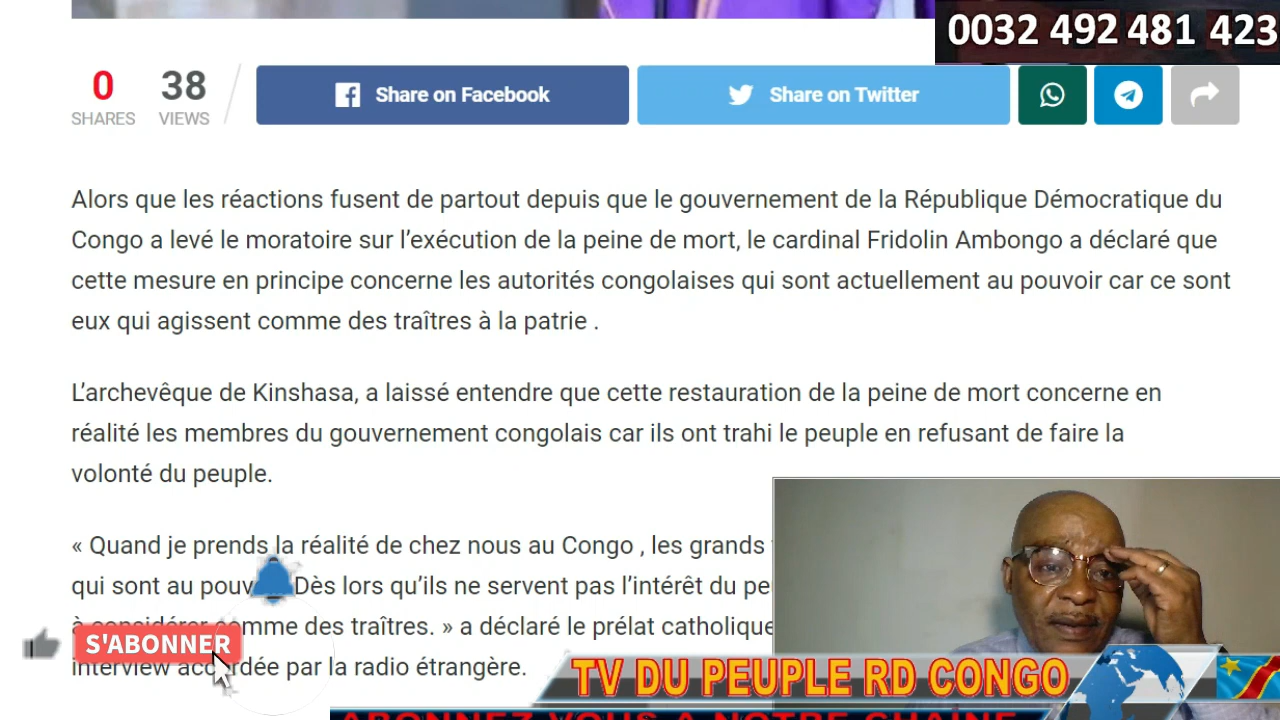 0032 492 481 423
0 38
SHARES VIEWS
Share on Facebook
Share on Twitter
Alors que les réactions fusent de partout depuis que le gouvernement de la République Démocratique du
Congo a levé le moratoire sur l’exécution de la peine de mort, le cardinal Fridolin Ambongo a déclaré que
cette mesure en principe concerne les autorités congolaises qui sont actuellement au pouvoir car ce sont
eux qui agissent comme des traîtres à la patrie .
L’archevêque de Kinshasa, a laissé entendre que cette restauration de la peine de mort concerne en
réalité les membres du gouvernement congolais car ils ont trahi le peuple en refusant de faire la
volonté du peuple.
« Quand je prends la réalité de chez nous au Congo , les grands
qui sont au Dès lors qu’ils ne servent pas l’intérêt du
à considérer comme des traîtres. » a déclaré le prélat catholique
S'ABONNER
interview accordée par la radio étrangère.
TV DU PEUPLE RD CONGO
ABONNEZ VOUS A NOTRE CHAINE